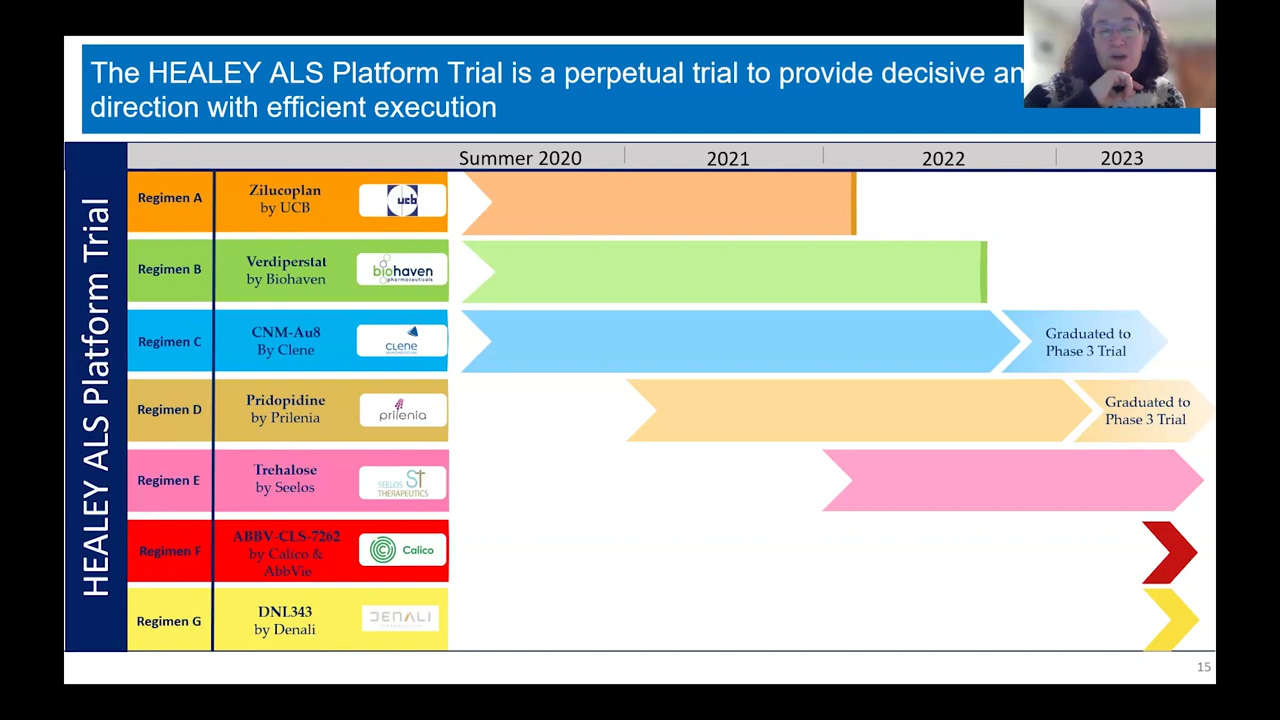 The HEALEY ALS Platform Trial is a perpetual trial to provide decisive an
direction with efficient execution
Summer 2020 2021 2022 2023
HEALEY ALS Platform Trial
Regimen A
Zilucoplan
by UCB
ucb
Regimen B
Verdiperstat
by Biohaven
biohaven
pharmaceuticals
Regimen C
CNM-Au8
By Clene
CLENE
Graduated to
Phase 3 Trial
Regimen D
Pridopidine
by Prilenia
prilenia
Graduated to
Phase 3 Trial
Regimen E
Trehalose
by Seelos
SEELOS ST
THERAPEUTICS
Regimen F
ABBV-CLS-7262
by Calico &
AbbVie
Calico
Regimen G
DNL343
by Denali
DENALI
15